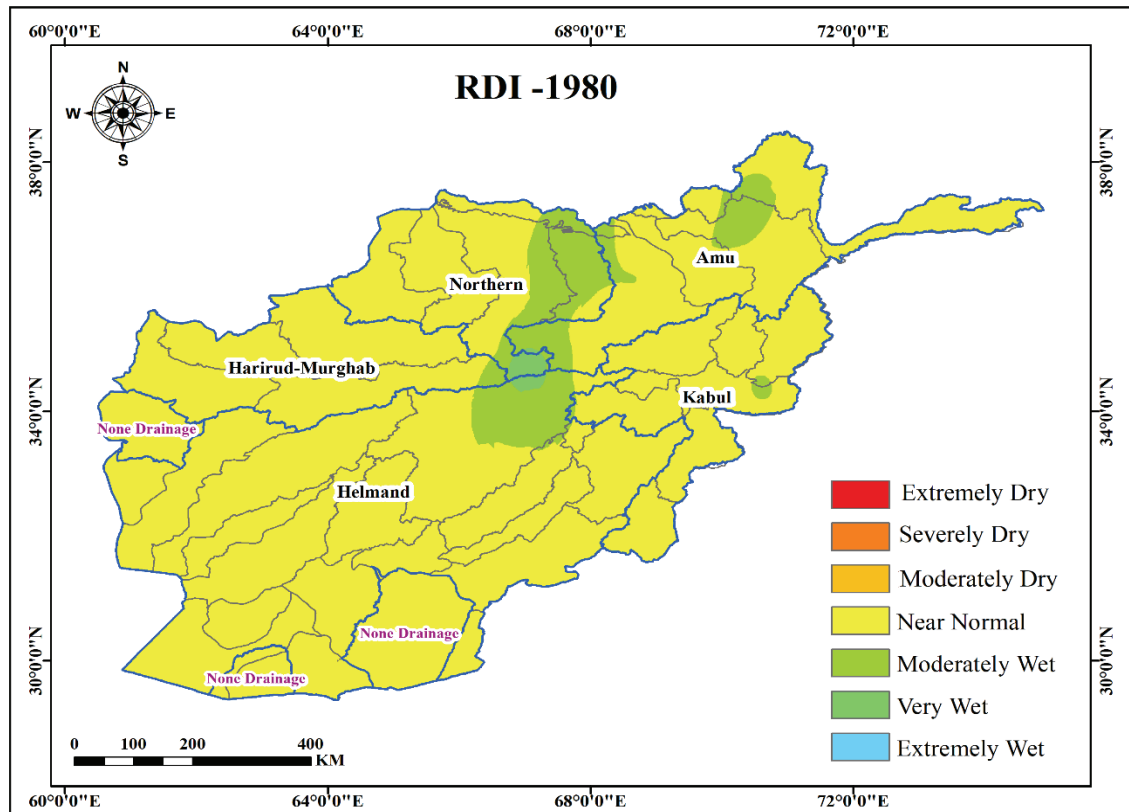 60°0'0"E 64°0'0"E 68°0'0"E 72°0'0"E
RDI -1980
N
W E
S
38°0'0"N 38°0'0"N
Amu
Northern
Harirud-Murghab
Kabul
34°0'0"N 34°0'0"N
None Drainage
Helmand
Extremely Dry
Severely Dry
Moderately Dry
Near Normal
None Drainage
Moderately Wet
30°0'0"N 30°0'0"N
None Drainage
Very Wet
Extremely Wet
0 100 200 400
KM
60°0'0"E 64°0'0"E 68°0'0"E 72°0'0"E